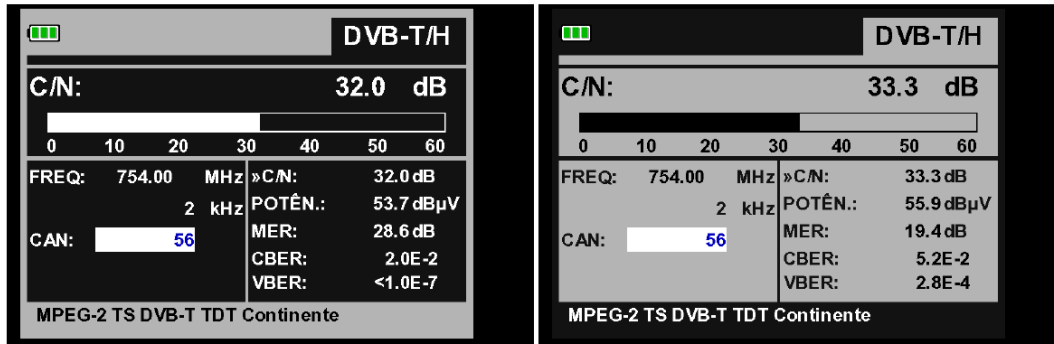 DVB-T/H
C/N: 32.0 dB
0 10 20 30 40 50 60
FREQ: 754.00 MHz
2 kHz
CAN: 56
»C/N: 32.0 dB
POTÊN.: 53.7 dBµV
MER: 28.6 dB
CBER: 2.0E-2
VBER: <1.0E-7
MPEG-2 TS DVB-T TDT Continente
DVB-T/H
C/N: 33.3 dB
0 10 20 30 40 50 60
FREQ: 754.00 MHz
2 kHz
CAN: 56
»C/N: 33.3 dB
POTÊN.: 55.9 dBµV
MER: 19.4 dB
CBER: 5.2E-2
VBER: 2.8E-4
MPEG-2 TS DVB-T TDT Continente